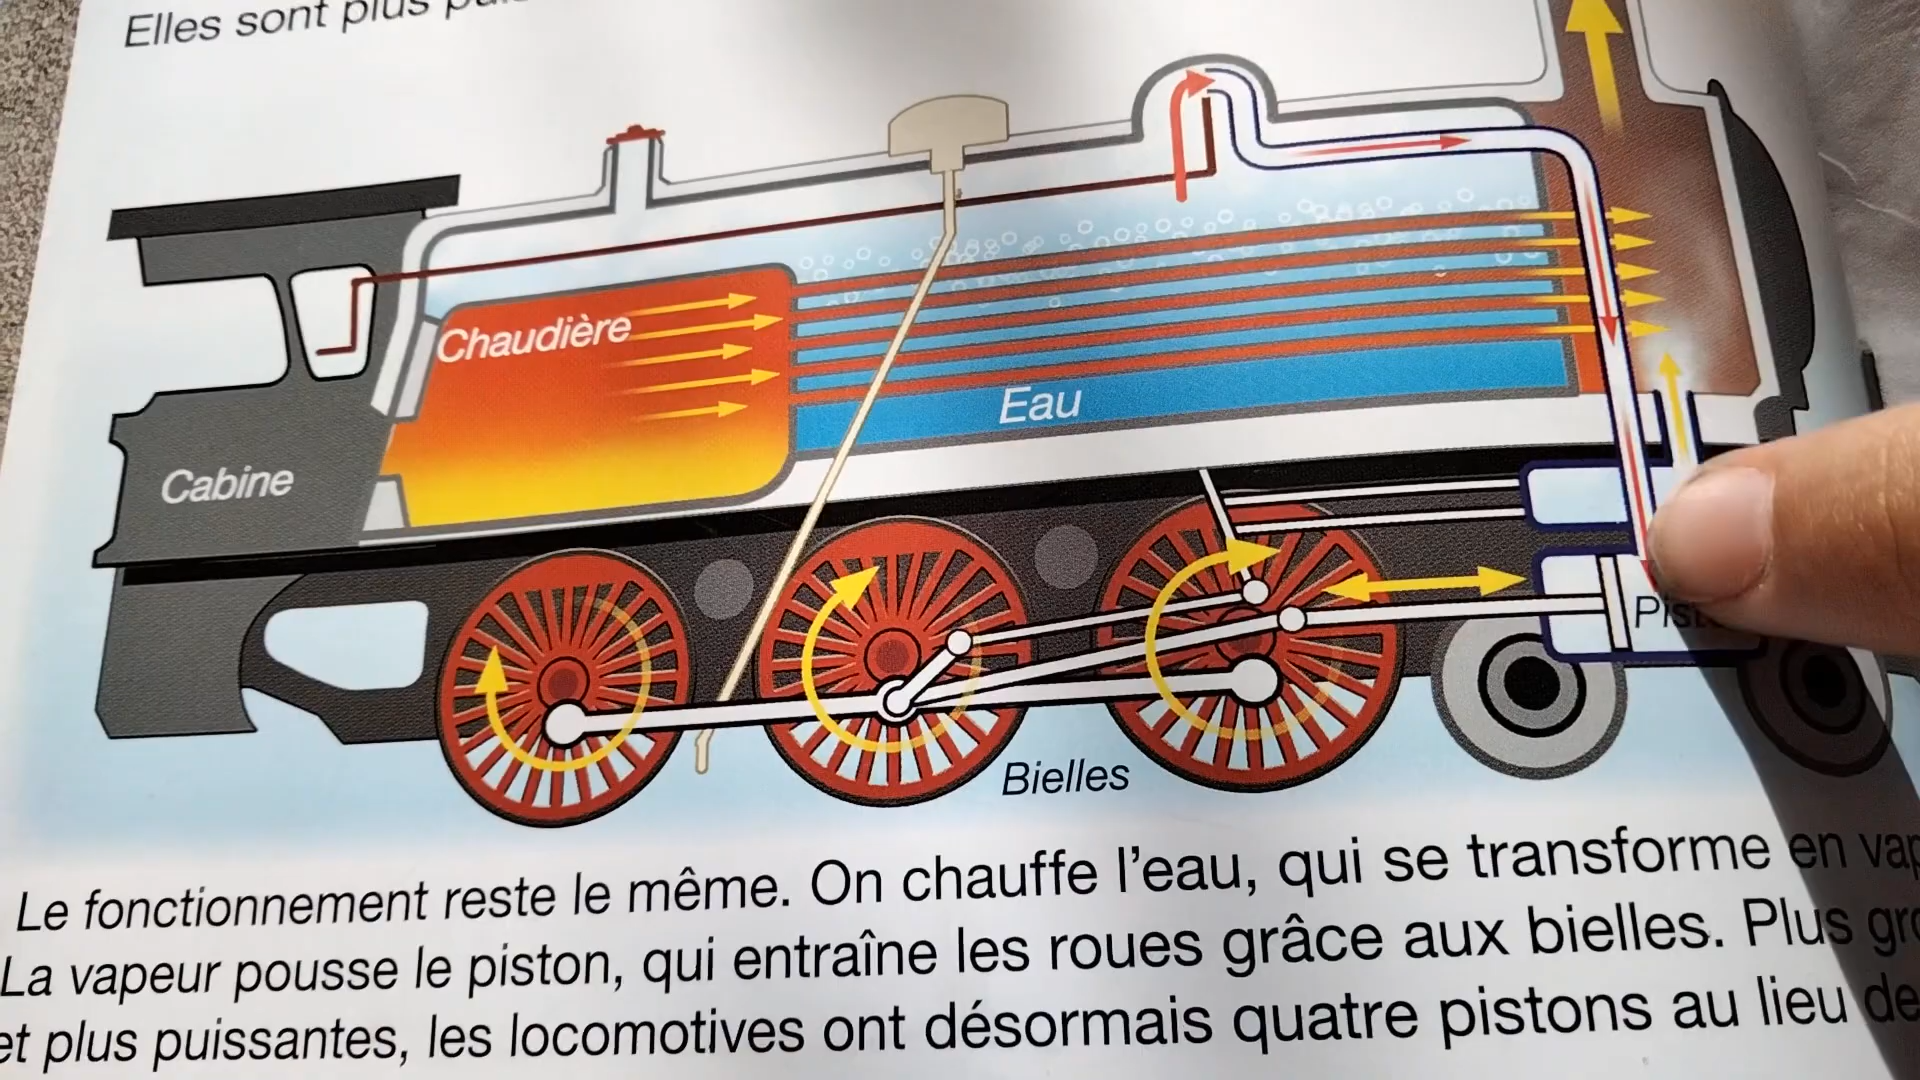 Elles sont plus
Chaudière
Eau
Cabine
Bielles
Le fonctionnement reste le même. On chauffe l'eau, qui se transforme en
La vapeur pousse le piston, qui entraîne les roues grâce aux bielles. Plus
et plus puissantes, les locomotives ont désormais quatre pistons au lieu de